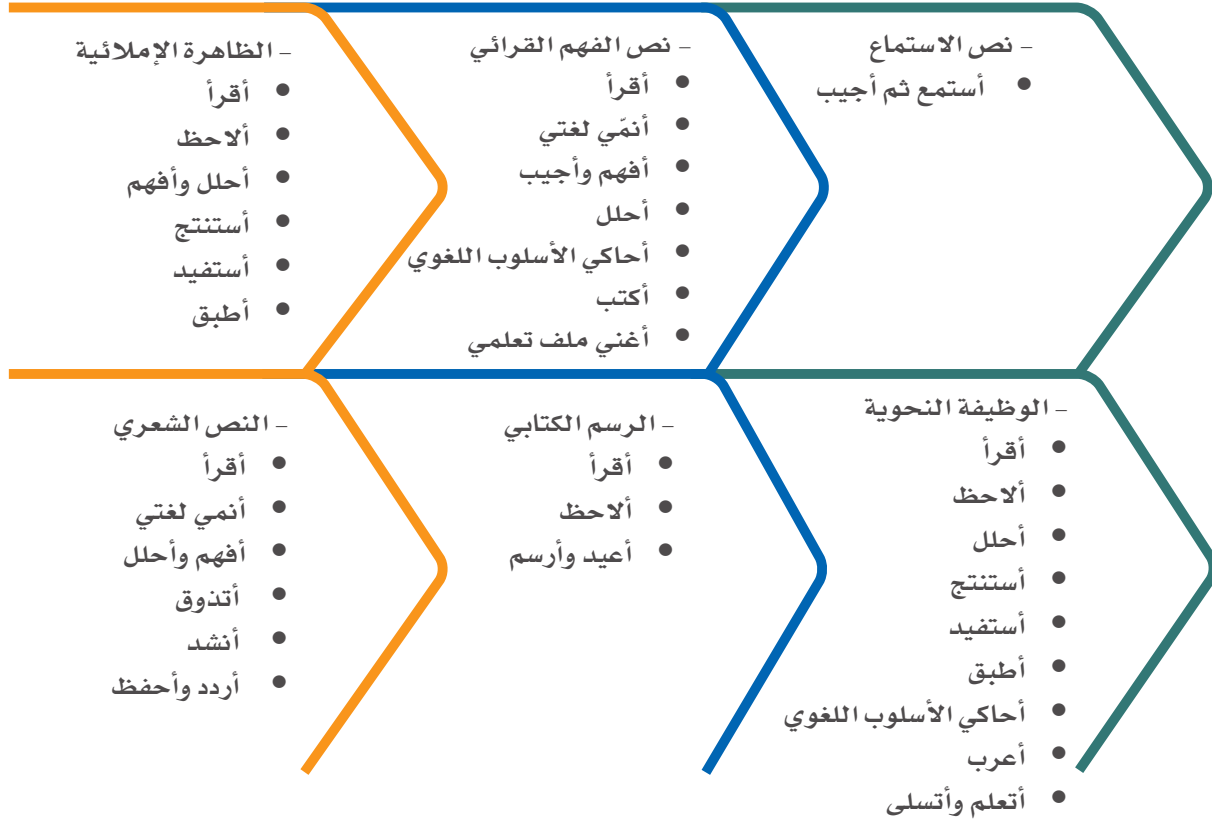 - نص الاستماع
• أستمع ثم أجيب
- نص الفهم القرائي
• أقرأ
• أنمّي لغتي
• أفهم وأجيب
• أحلل
• أحاكي الأسلوب اللغوي
• أكتب
• أغني ملف تعلمي
- الظاهرة الإملائية
• أقرأ
• ألاحظ
• أحلل وأفهم
• أستنتج
• أستفيد
• أطبق
- الوظيفة النحوية
• أقرأ
• ألاحظ
• أحلل
• أستنتج
• أستفيد
• أطبق
• أحاكي الأسلوب اللغوي
• أعرب
• أتعلم وأتسلى
- الرسم الكتابي
• أقرأ
• ألاحظ
• أعيد وأرسم
- النص الشعري
• أقرأ
• أنمي لغتي
• أفهم وأحلل
• أتذوق
• أنشد
• أردد وأحفظ